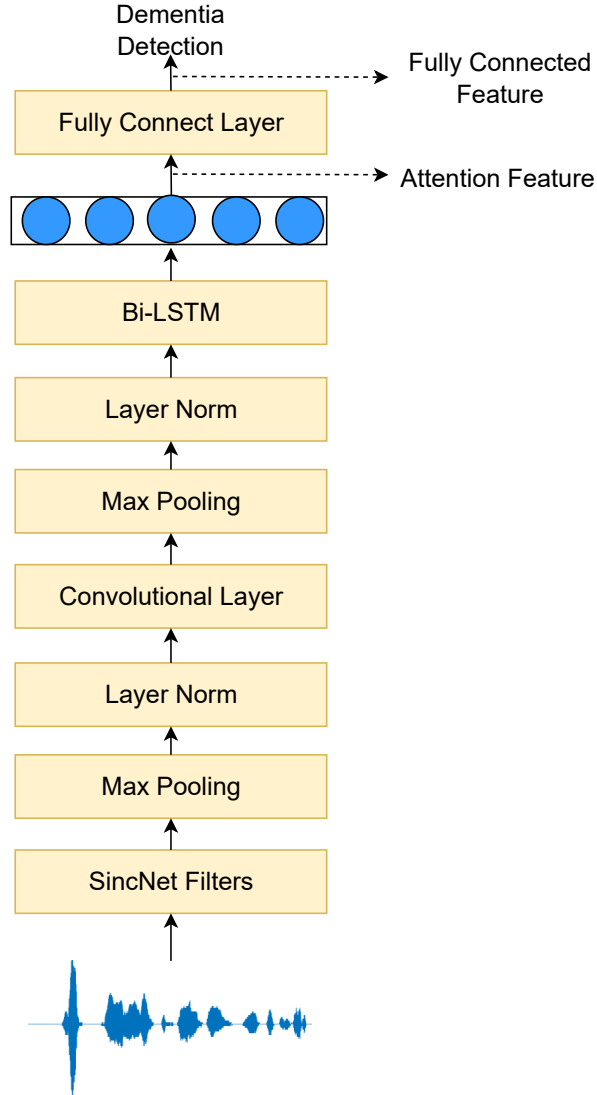 Dementia
Detection
Fully Connected
Feature
Fully Connect Layer
Attention Feature
Bi-LSTM
Layer Norm
Max Pooling
Convolutional Layer
Layer Norm
Max Pooling
SincNet Filters